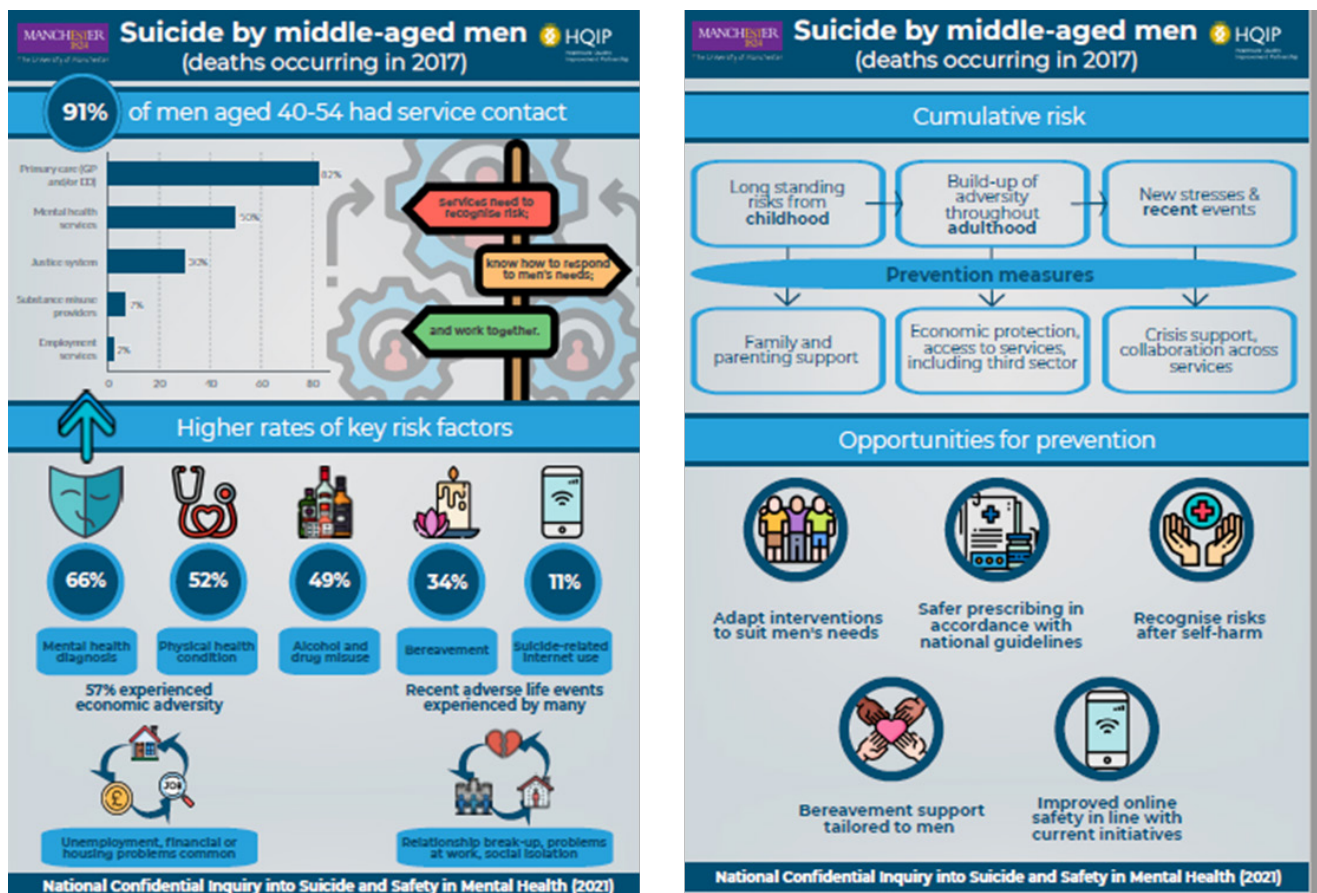 MANCHESTER
1824
The University of Manchester
Suicide by middle-aged men
(deaths occurring in 2017)
HQIP
Healthcare Quality
Improvement Partnership
91% of men aged 40-54 had service contact
Primary care (GP
and/or ED)
82%
Mental health
services
50%
Justice system
30%
Substance misuse
providers
7%
Employment
services
2%
0 20 40 60 80
services need to
recognise risk;
know how to respond
to men's needs;
and work together.
Higher rates of key risk factors
66%
52%
49%
34%
11%
Mental health
diagnosis
Physical health
condition
Alcohol and
drug misuse
Bereavement
Suicide-related
internet use
57% experienced
economic adversity
Recent adverse life events
experienced by many
JOB
£
Unemployment, financial or
housing problems common
Relationship break-up, problems
at work, social isolation
National Confidential Inquiry into Suicide and Safety in Mental Health (2021)
MANCHESTER
1824
The University of Manchester
Suicide by middle-aged men
(deaths occurring in 2017)
HQIP
Healthcare Quality
Improvement Partnership
Cumulative risk
Long standing
risks from
childhood
Build-up of
adversity
throughout
adulthood
New stresses &
recent events
Prevention measures
Family and
parenting support
Economic protection,
access to services,
including third sector
Crisis support,
collaboration across
services
Opportunities for prevention
Adapt interventions
to suit men's needs
Safer prescribing in
accordance with
national guidelines
Recognise risks
after self-harm
Bereavement support
tailored to men
Improved online
safety in line with
current initiatives
National Confidential Inquiry into Suicide and Safety in Mental Health (2021)